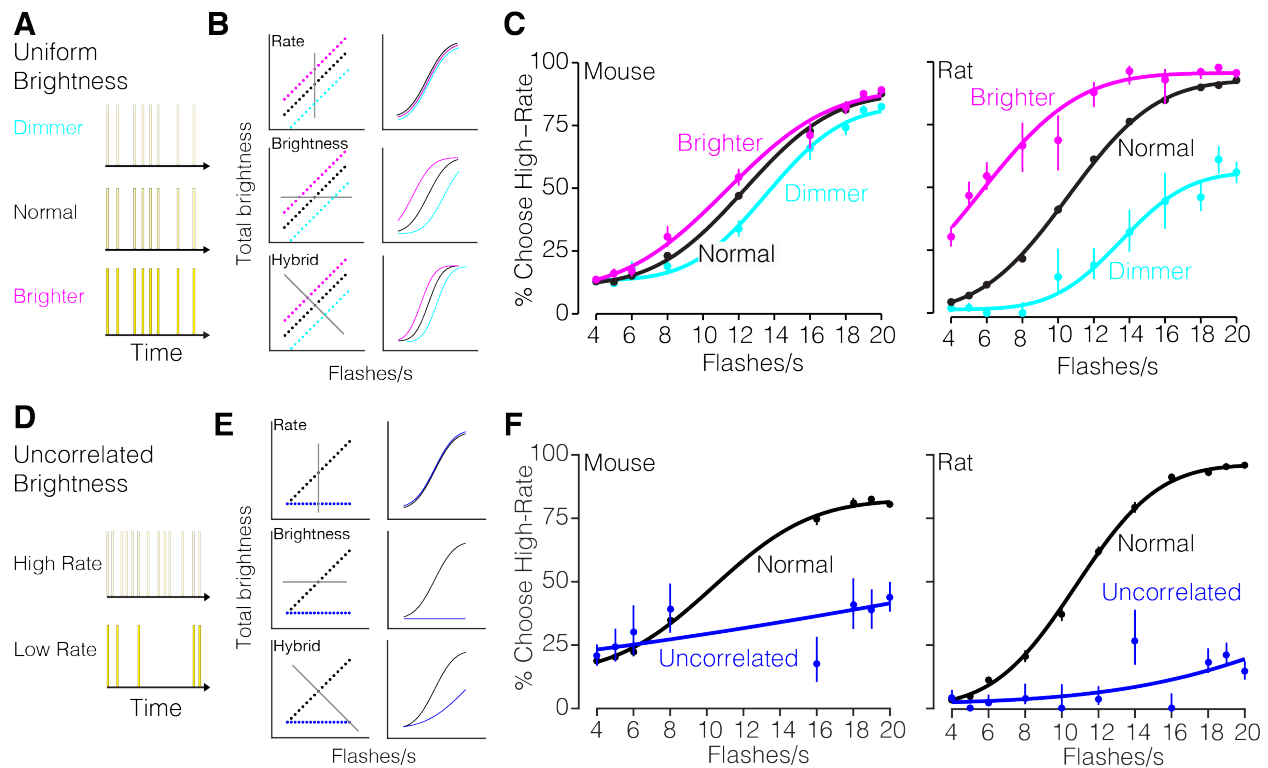 A
Uniform
Brightness
Dimmer
Normal
Brighter
Time
B
Rate
Brightness
Hybrid
Total brightness
Flashes/s
C
Mouse
Brighter
Dimmer
Normal
% Choose High–Rate
100
75
50
25
0
4 6 8 10 12 14 16 18 20
Flashes/s
Rat
Brighter
Normal
Dimmer
4 6 8 10 12 14 16 18 20
Flashes/s
D
Uncorrelated
Brightness
High Rate
Low Rate
Time
E
Rate
Brightness
Hybrid
Total brightness
Flashes/s
F
Mouse
Normal
Uncorrelated
% Choose High-Rate
100
75
50
25
0
4 6 8 10 12 14 16 18 20
Flashes/s
Rat
Normal
Uncorrelated
4 6 8 10 12 14 16 18 20
Flashes/s